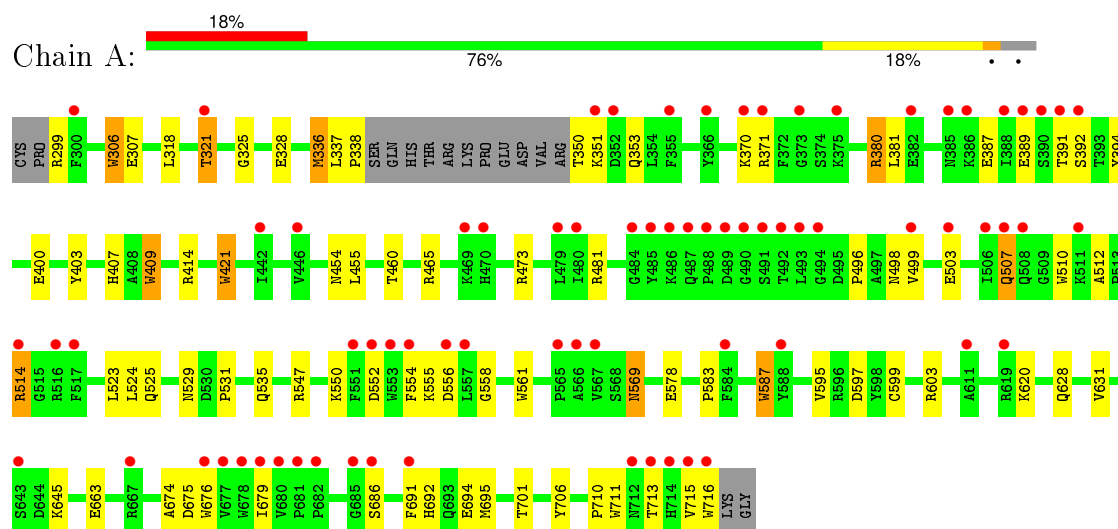 18%
Chain A:
76% 18% • •
CYS PRO R299 F300 W306 E307 L318 T321 G325 E328 M336 L337 P338 SER GLN HIS THR ARG LYS PRO GLU ASP VAL ARG T350 K351 D352 Q353 L354 F355 Y366 K370 R371 F372 G373 S374 K375 R380 L381 E382 N385 K386 E387 I388 E389 S390 T391 S392 T393 Y394
E400 Y403 H407 A408 W409 R414 W421 I442 V446 N454 L455 T460 R465 K469 H470 R473 L479 I480 R481 G484 Y485 K486 Q487 P488 D489 G490 S491 T492 L493 G494 D495 P496 A497 N498 V499 E503 I506 Q507 Q508 G509 W510 K511 A512 P513
R514 G515 R516 F517 L523 L524 Q525 N529 D530 P531 Q535 R547 K550 F551 D552 W553 F554 K555 D556 L557 G558 W561 P565 A566 V567 S568 N569 E578 P583 F584 W587 Y588 V595 R596 D597 Y598 C599 R603 A611 R619 K620 Q628 V631
S643 D644 K645 E663 R667 A674 D675 W676 V677 W678 I679 V680 P681 P682 G685 S686 F691 H692 Q693 E694 M695 T701 Y706 P710 W711 N712 T713 H714 V715 W716 LYS GLY